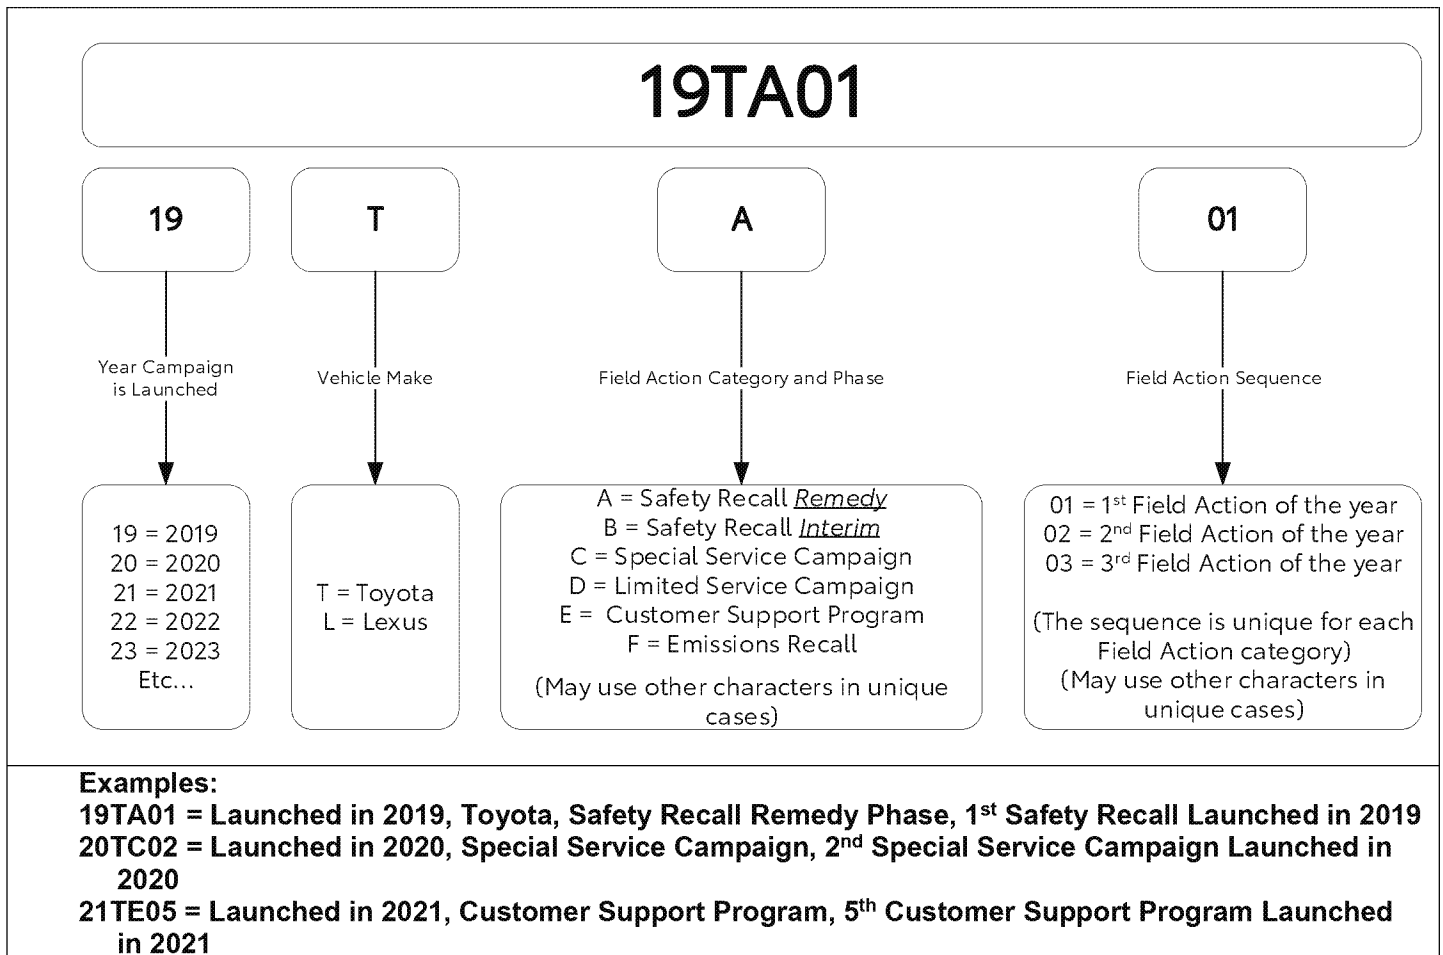 19TA01
19
T
A
01
Year Campaign
is Launched
Vehicle Make
Field Action Category and Phase
Field Action Sequence
19 = 2019
20 = 2020
21 = 2021
22 = 2022
23 = 2023
Etc...
T = Toyota
L = Lexus
A = Safety Recall Remedy
B = Safety Recall Interim
C = Special Service Campaign
D = Limited Service Campaign
E =  Customer Support Program
F = Emissions Recall
(May use other characters in unique
cases)
01 = 1st Field Action of the year
02 = 2nd Field Action of the year
03 = 3rd Field Action of the year
(The sequence is unique for each
Field Action category)
(May use other characters in
unique cases)
Examples:
19TA01 = Launched in 2019, Toyota, Safety Recall Remedy Phase, 1st Safety Recall Launched in 2019
20TC02 = Launched in 2020, Special Service Campaign, 2nd Special Service Campaign Launched in
2020
21TE05 = Launched in 2021, Customer Support Program, 5th Customer Support Program Launched
in 2021